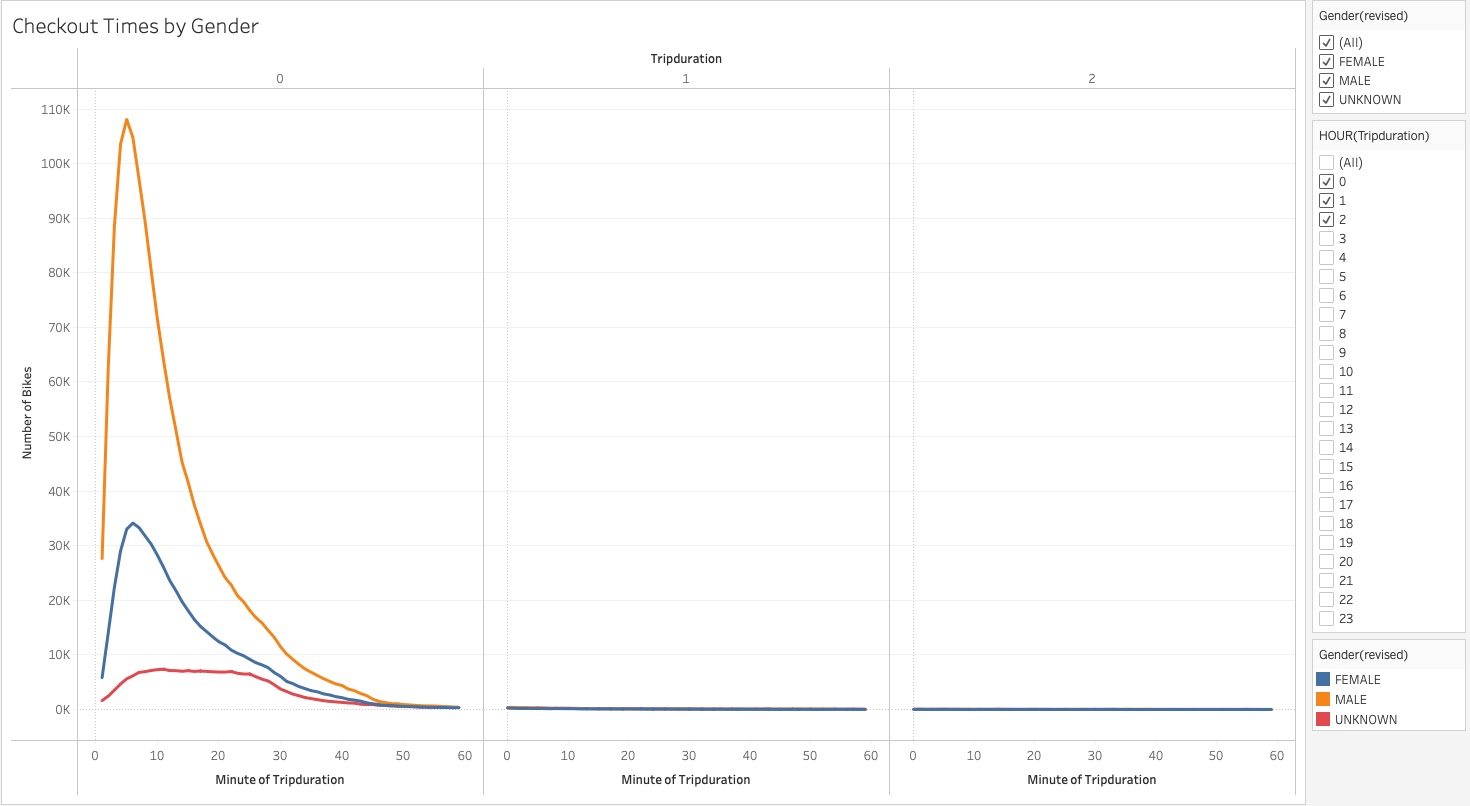 Checkout Times by Gender
Tripduration
0 1 2
110K
100K
90K
80K
70K
60K
50K
40K
30K
20K
10K
0K
Number of Bikes
0 10 20 30 40 50 60 0 10 20 30 40 50 60 0 10 20 30 40 50 60
Minute of Tripduration Minute of Tripduration Minute of Tripduration
Gender(revised)
(All)
FEMALE
MALE
UNKNOWN
HOUR(Tripduration)
(All)
0
1
2
3
4
5
6
7
8
9
10
11
12
13
14
15
16
17
18
19
20
21
22
23
Gender(revised)
FEMALE
MALE
UNKNOWN